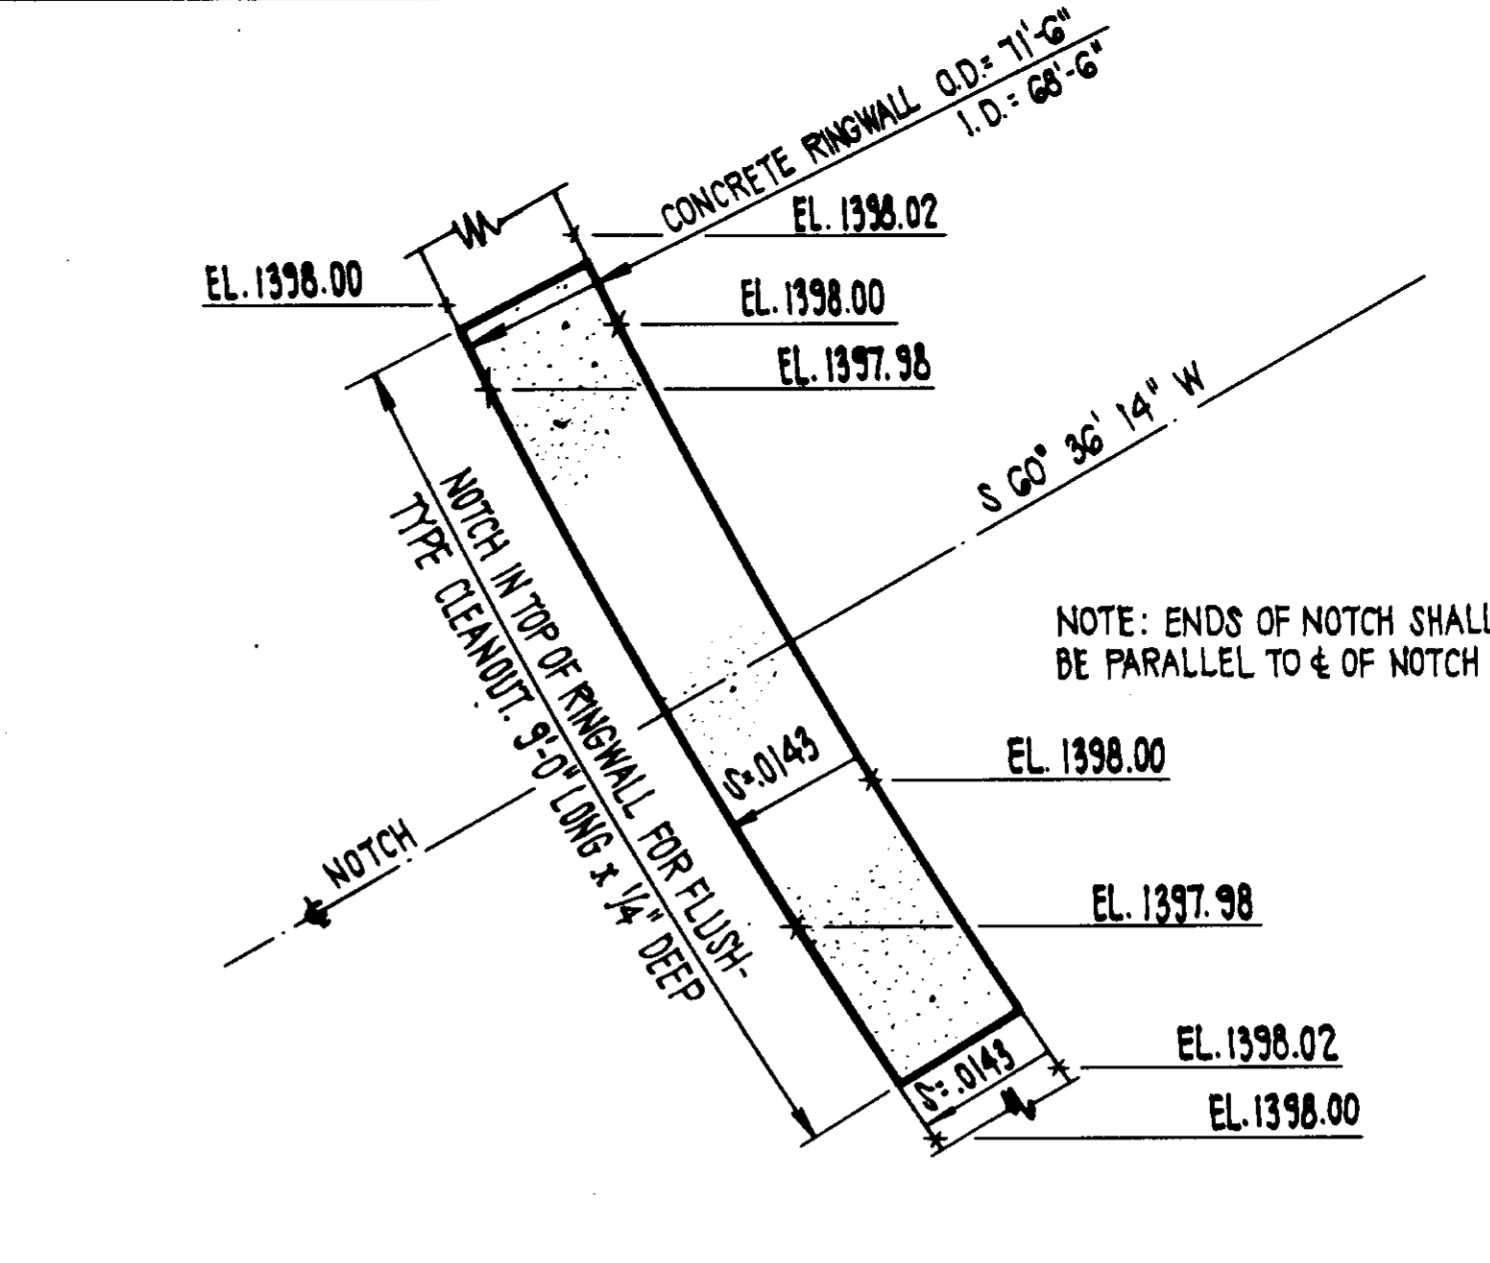 CONCRETE RINGWALL O.D.= 71'-6"
I.D.= 68'-6"
EL. 1398.02
EL. 1398.00
EL. 1398.00
EL. 1397.98
S 60° 36' 14" W
NOTCH IN TOP OF RINGWALL FOR FLUSH-
TYPE CLEANOUT. 9'-0" LONG x 1/4" DEEP
NOTE: ENDS OF NOTCH SHALL
BE PARALLEL TO ℄ OF NOTCH
S=.0143
EL. 1398.00
℄ NOTCH
EL. 1397.98
S=.0143
EL. 1398.02
EL. 1398.00